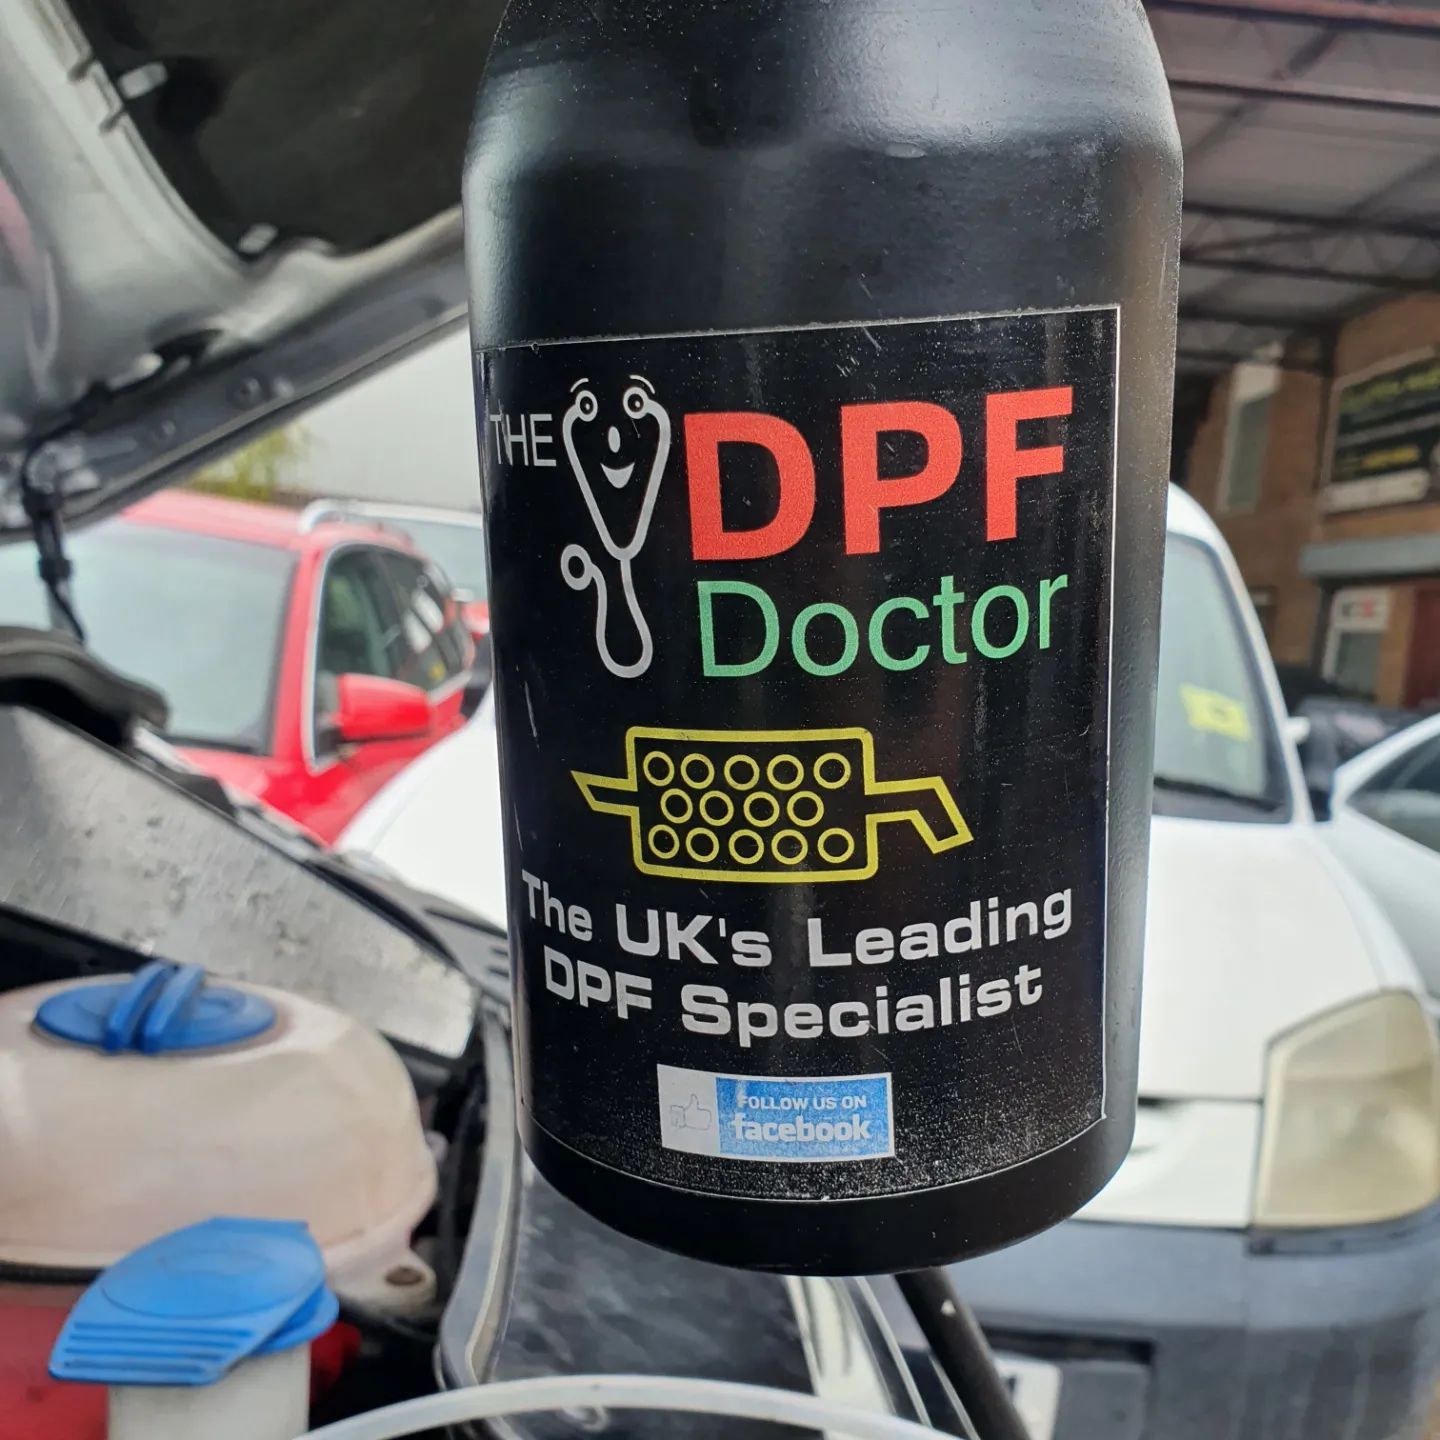 THE DPF
Doctor
The UK's Leading
DPF Specialist
FOLLOW US ON
facebook